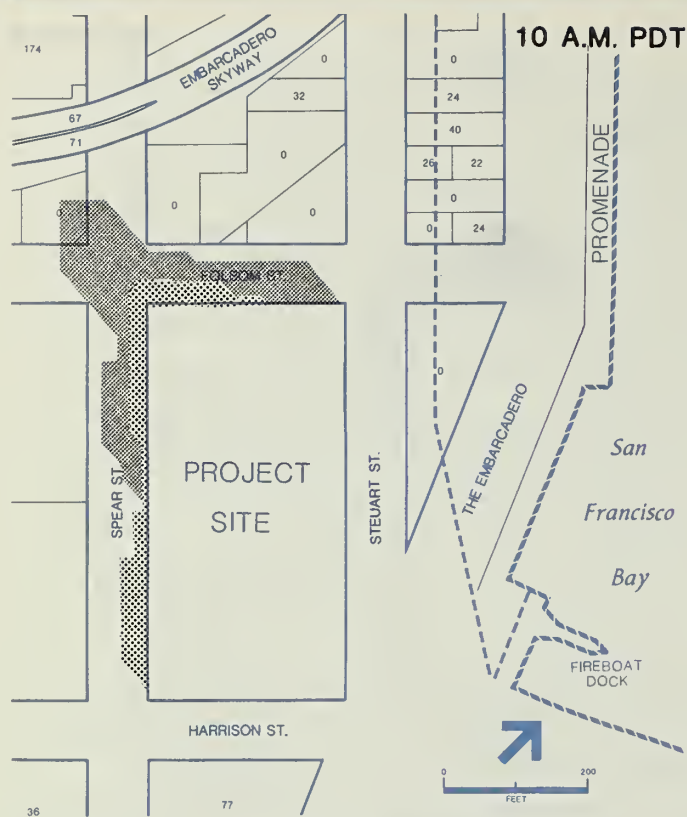 10 A.M. PDT
174
EMBARCADERO
SKYWAY
0
0
32
24
67
71
40
26
22
0
0
0
0
0
0
24
PROMENADE
FOLSOM ST.
0
SPEAR ST.
PROJECT
SITE
STEUART ST.
THE EMBARCADERO
San
Francisco
Bay
FIREBOAT
DOCK
HARRISON ST.
0
200
FEET
36
77